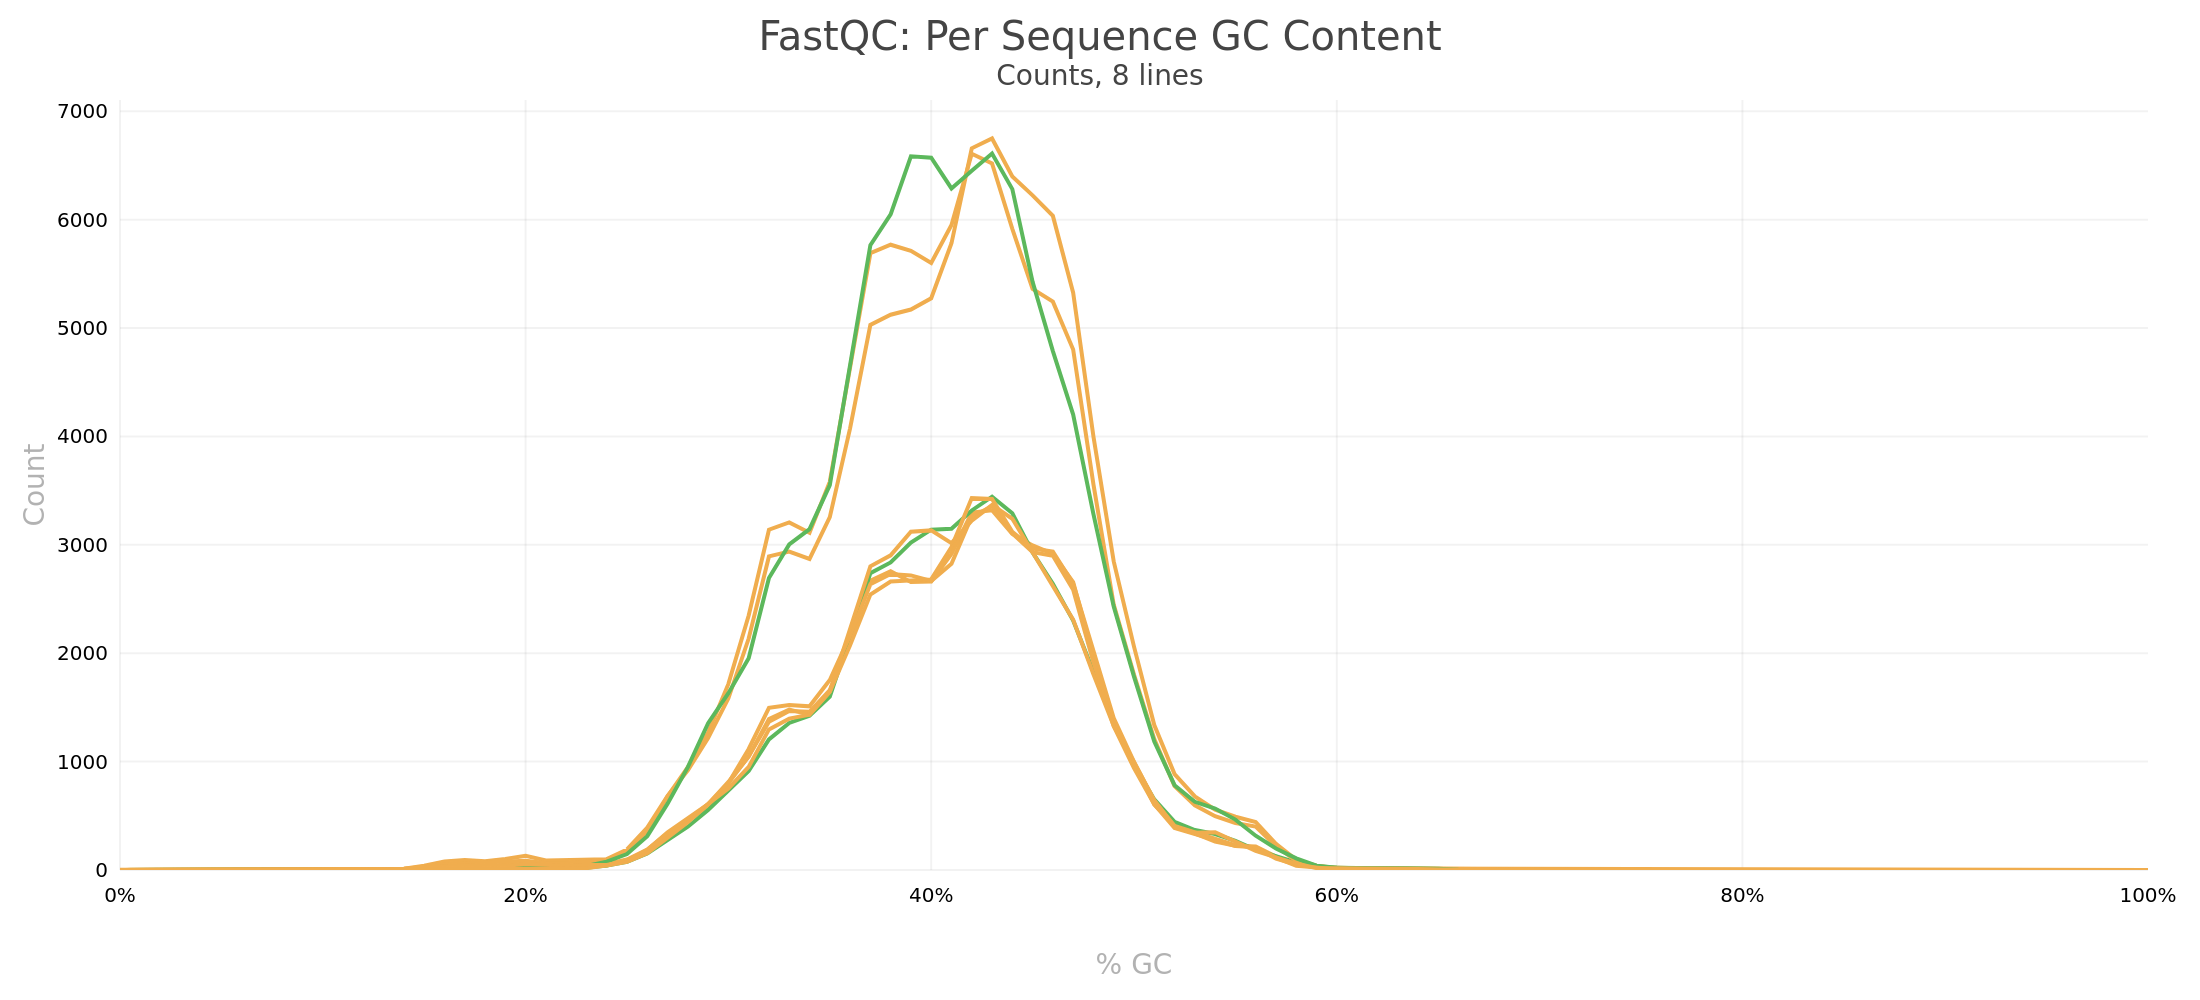 FastQC: Per Sequence GC Content
Counts, 8 lines
7000
6000
5000
4000
3000
2000
1000
0
Count
0% 20% 40% 60% 80% 100%
% GC